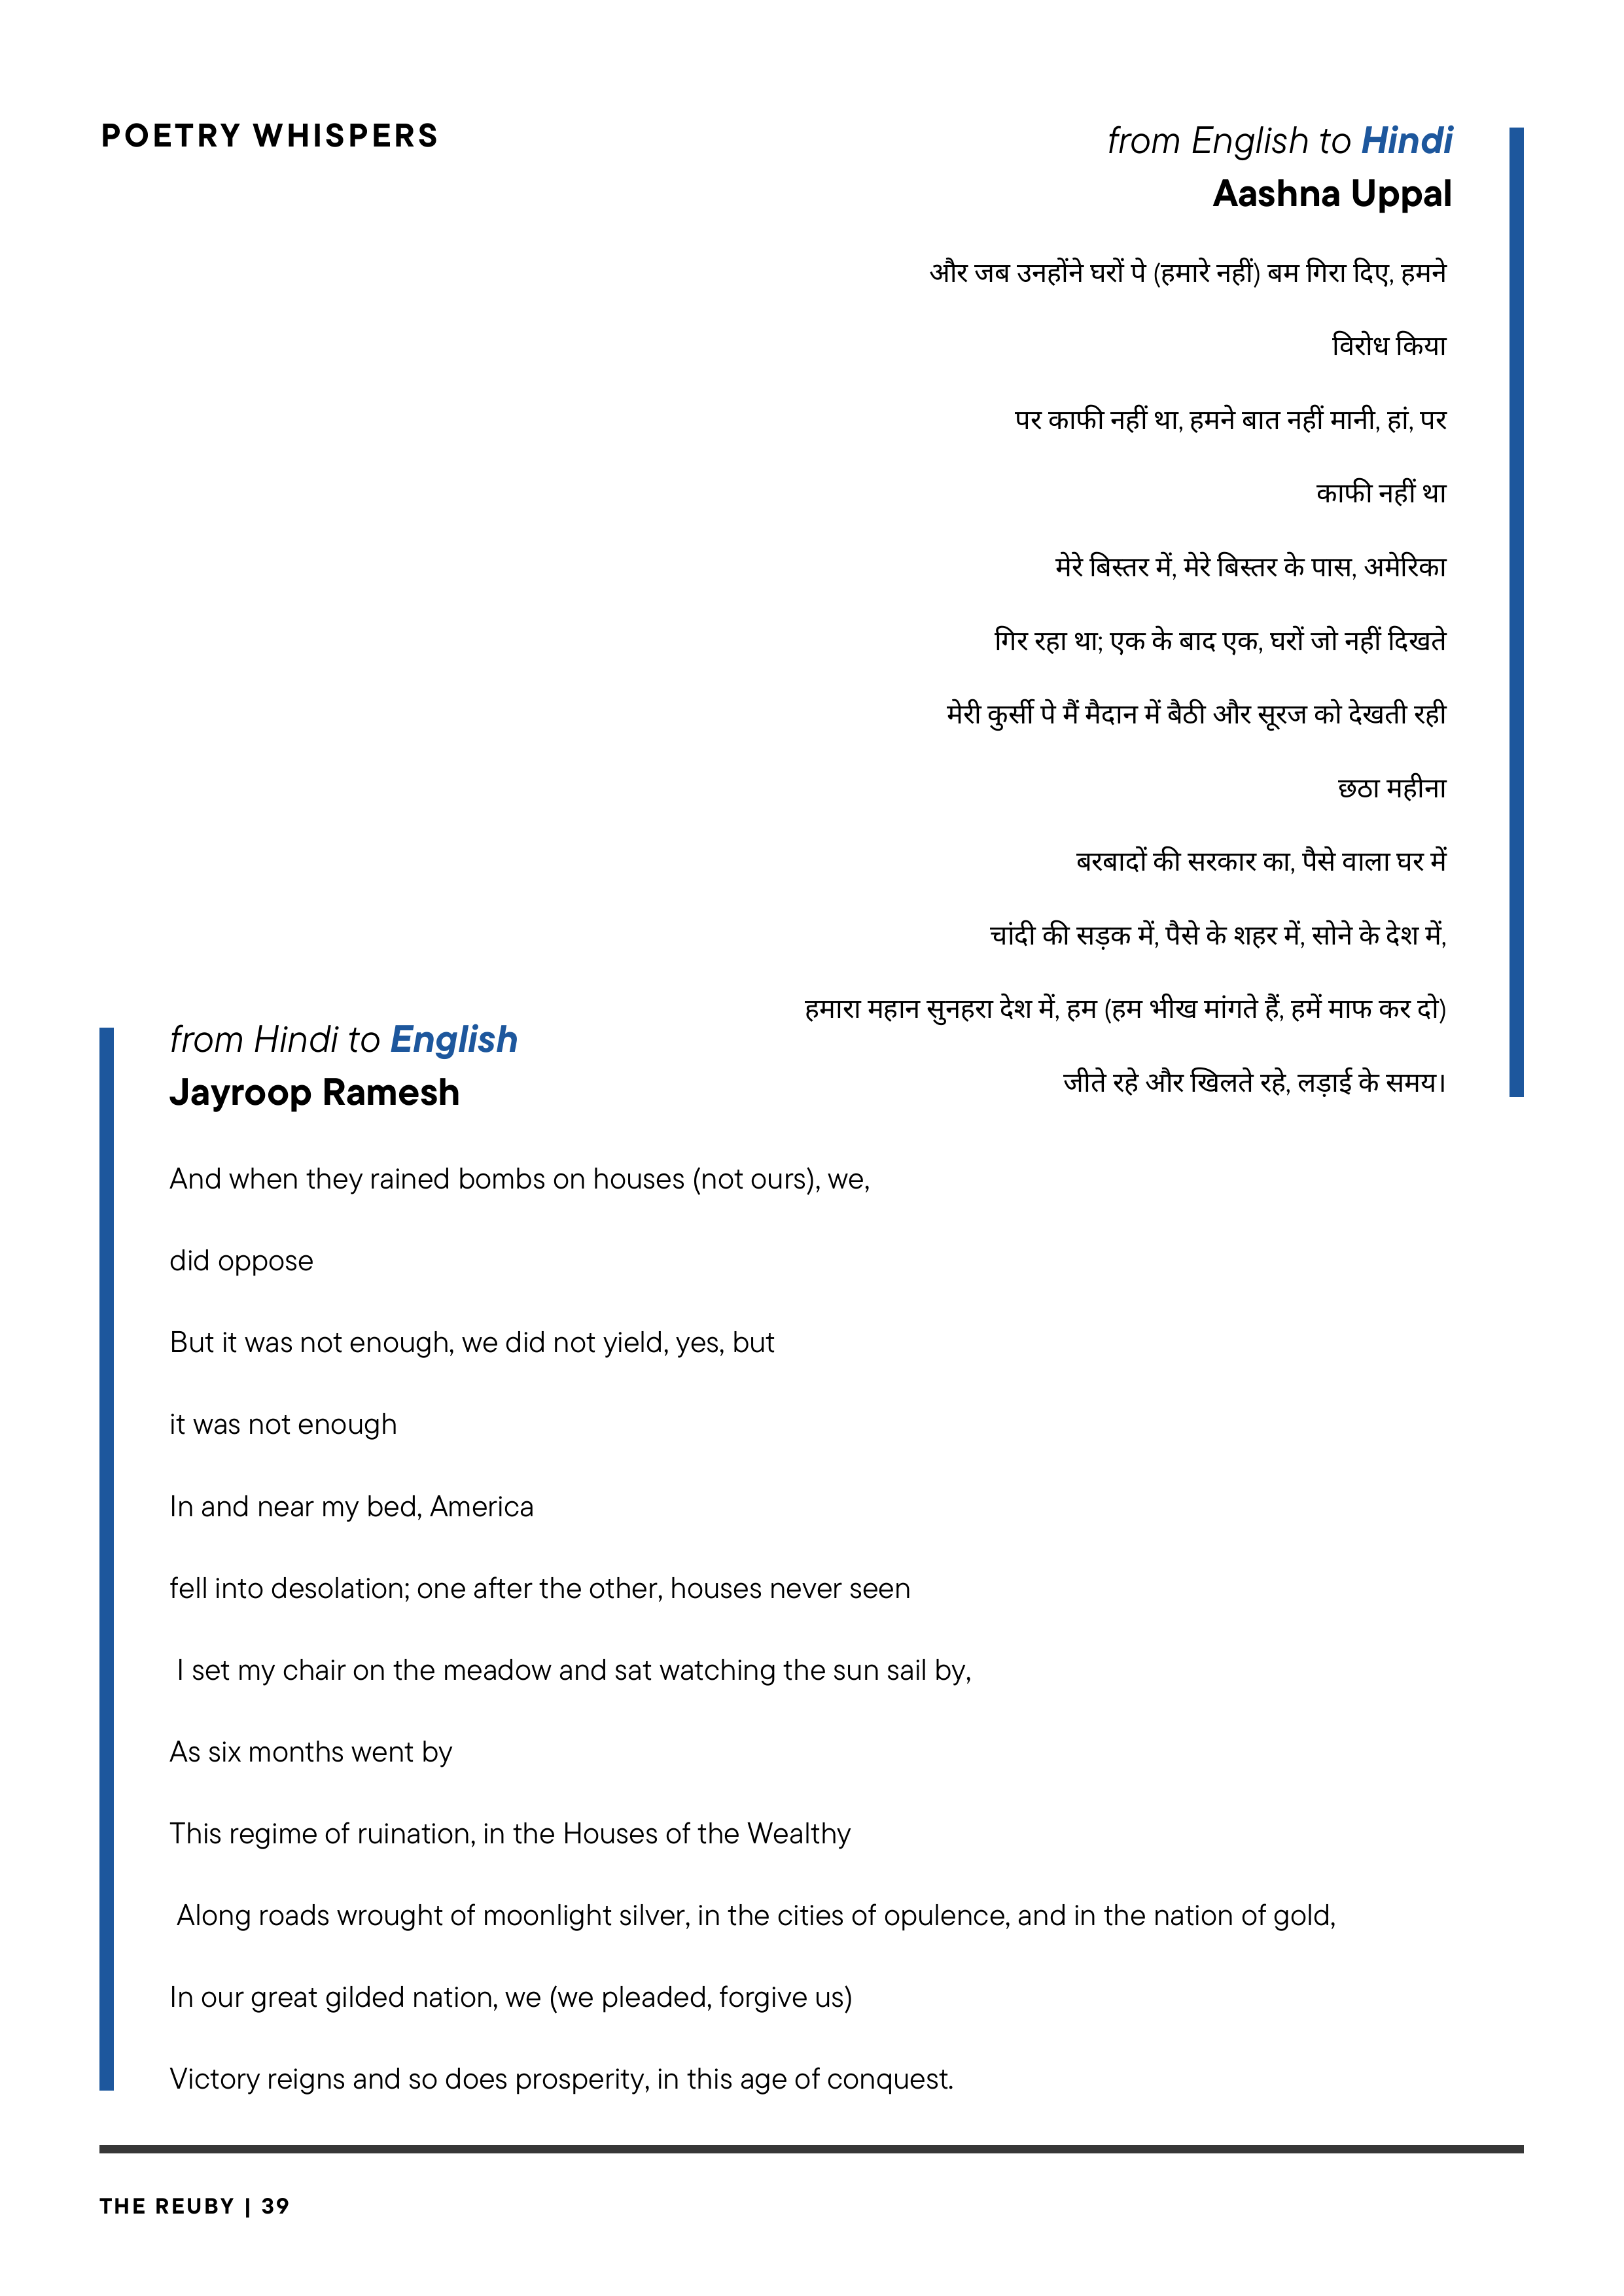 POETRY WHISPERS
from English to Hindi
Aashna Uppal
और जब उनहोंने घरों पे (हमारे नहीं) बम गिरा दिए, हमने
विरोध किया
पर काफी नहीं था, हमने बात नहीं मानी, हां, पर
काफी नहीं था
मेरे बिस्तर में, मेरे बिस्तर के पास, अमेरिका
गिर रहा था; एक के बाद एक, घरों जो नहीं दिखते
मेरी कुर्सी पे मैं मैदान में बैठी और सूरज को देखती रही
छठा महीना
बरबादों की सरकार का, पैसे वाला घर में
चांदी की सड़क में, पैसे के शहर में, सोने के देश में,
हमारा महान सुनहरा देश में, हम (हम भीख मांगते हैं, हमें माफ कर दो)
जीते रहे और खिलते रहे, लड़ाई के समय।
from Hindi to English
Jayroop Ramesh
And when they rained bombs on houses (not ours), we,
did oppose
But it was not enough, we did not yield, yes, but
it was not enough
In and near my bed, America
fell into desolation; one after the other, houses never seen
I set my chair on the meadow and sat watching the sun sail by,
As six months went by
This regime of ruination, in the Houses of the Wealthy
Along roads wrought of moonlight silver, in the cities of opulence, and in the nation of gold,
In our great gilded nation, we (we pleaded, forgive us)
Victory reigns and so does prosperity, in this age of conquest.
THE REUBY | 39